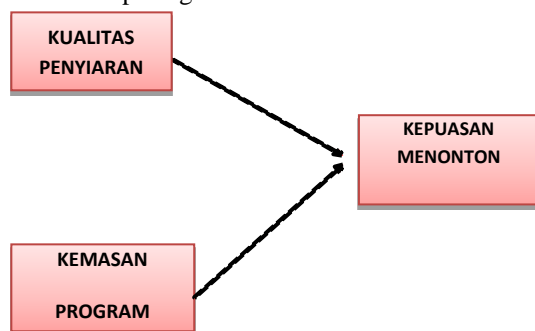 KUALITAS
PENYIARAN
KEPUASAN
MENONTON
KEMASAN
PROGRAM